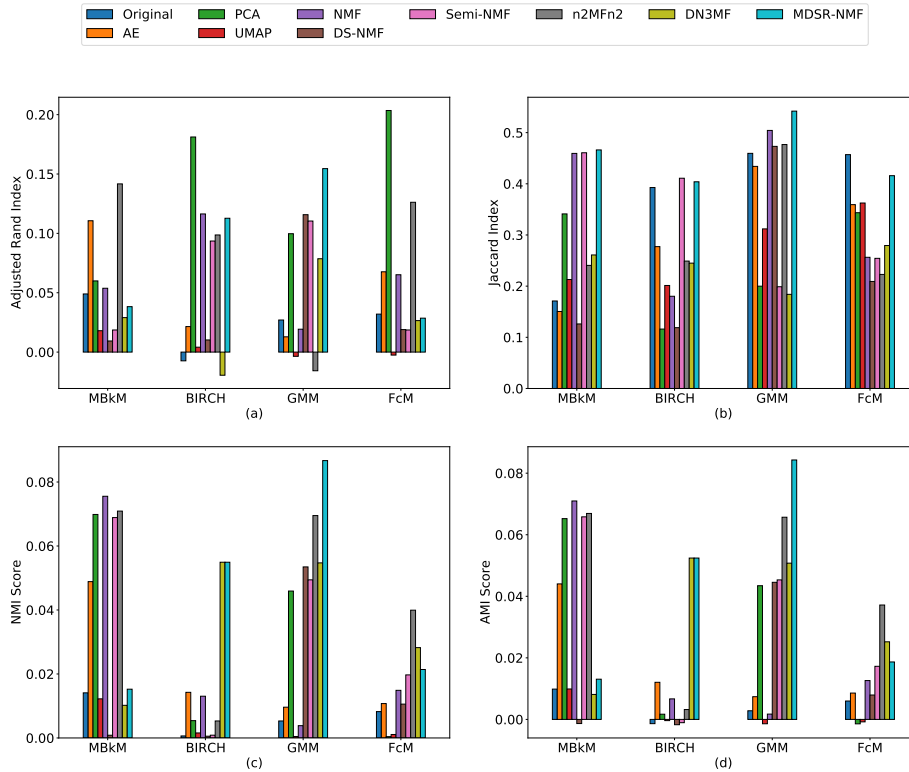 Original PCA NMF Semi-NMF n2MFn2 DN3MF MDSR-NMF
AE UMAP DS-NMF
Adjusted Rand Index
0.20
0.15
0.10
0.05
0.00
MBkM BIRCH GMM FcM
(a)
Jaccard Index
0.5
0.4
0.3
0.2
0.1
0.0
MBkM BIRCH GMM FcM
(b)
NMI Score
0.08
0.06
0.04
0.02
0.00
MBkM BIRCH GMM FcM
(c)
AMI Score
0.08
0.06
0.04
0.02
0.00
MBkM BIRCH GMM FcM
(d)